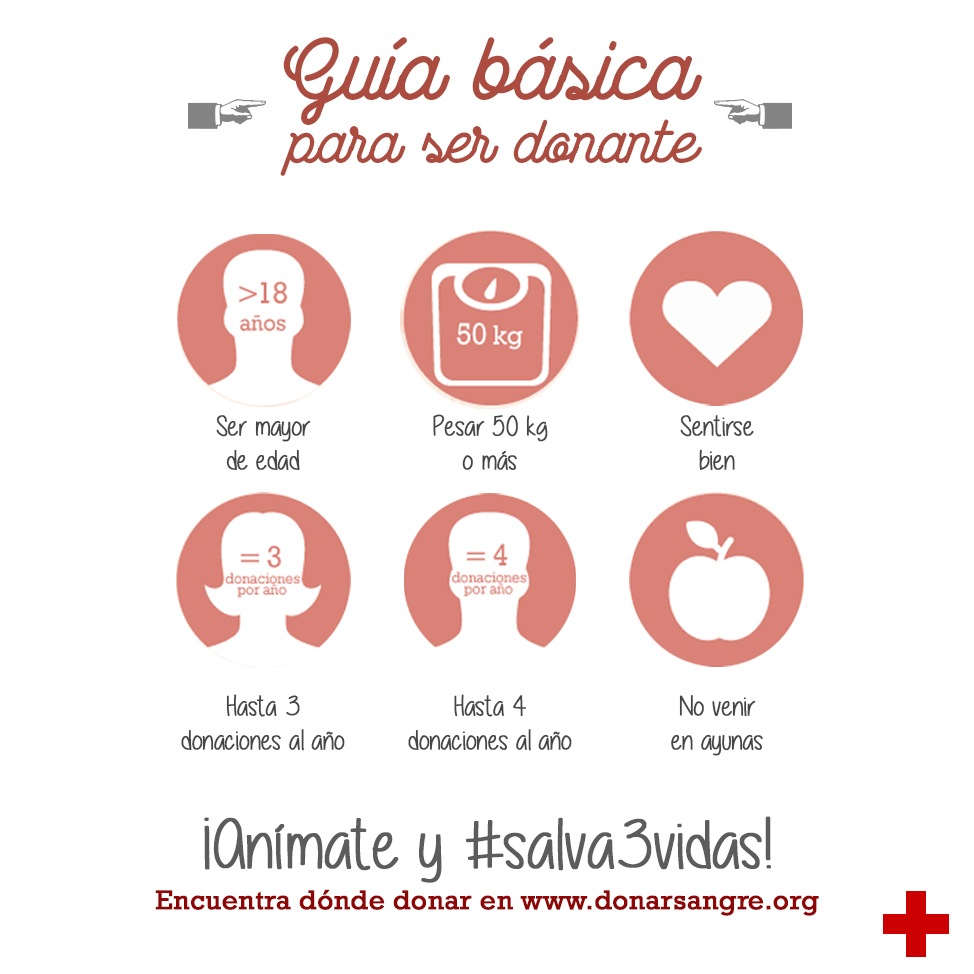 Guía básica
para ser donante
>18
años
50 kg
Ser mayor
de edad
Pesar 50 kg
o más
Sentirse
bien
= 3
donaciones
por año
= 4
donaciones
por año
Hasta 3
donaciones al año
Hasta 4
donaciones al año
No venir
en ayunas
¡Anímate y #salva3vidas!
Encuentra dónde donar en www.donarsangre.org